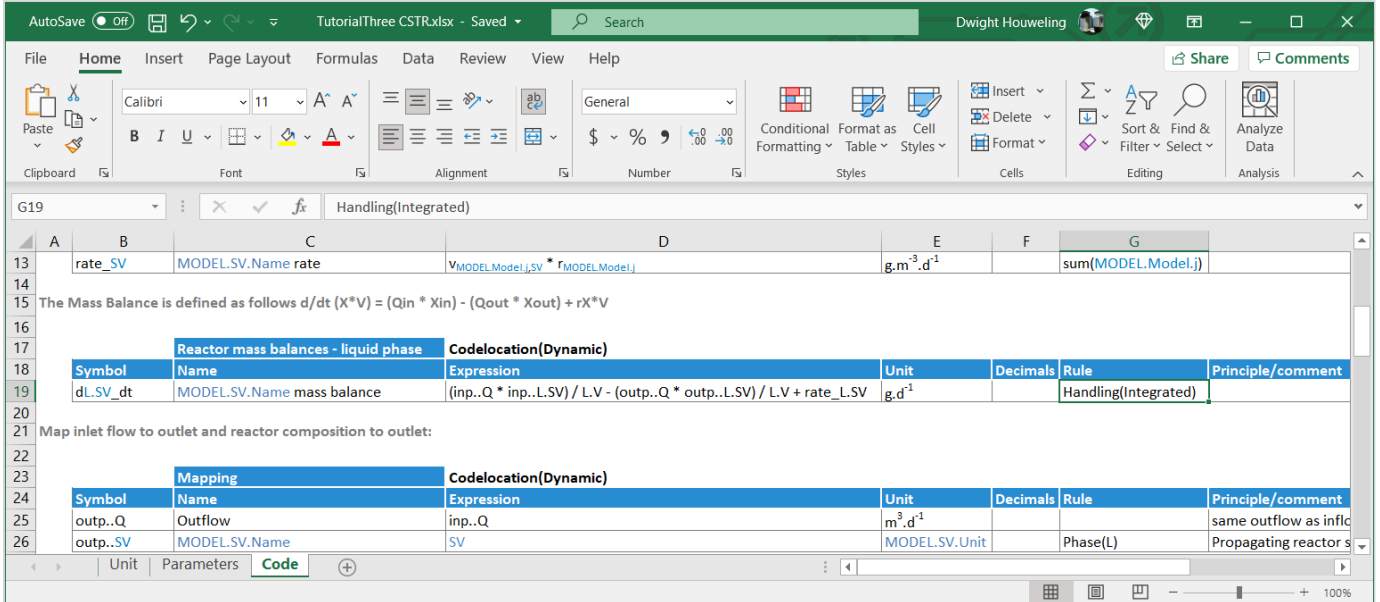 AutoSave Off TutorialThree CSTR.xlsx - Saved Search Dwight Houweling
File Home Insert Page Layout Formulas Data Review View Help Share Comments
Calibri 11 A A ab General Insert Σ A Z
Paste B I U A $ % 9 .00 .00 Conditional Formatting Format as Table Cell Styles Delete Format Sort & Filter Find & Select Analyze Data
Clipboard Font Alignment Number Styles Cells Editing Analysis
G19 fx Handling(Integrated)
A B C D E F G
13 rate_SV MODEL.SV.Name rate vMODEL.Model.j,SV * rMODEL.Model.j g.m-3.d-1 sum(MODEL.Model.j)
14
15 The Mass Balance is defined as follows d/dt (X*V) = (Qin * Xin) - (Qout * Xout) + rX*V
16
17 Reactor mass balances - liquid phase Codelocation(Dynamic)
18 Symbol Name Expression Unit Decimals Rule Principle/comment
19 dL.SV_dt MODEL.SV.Name mass balance (inp..Q * inp..L.SV) / L.V - (outp..Q * outp..L.SV) / L.V + rate_L.SV g.d-1 Handling(Integrated)
20
21 Map inlet flow to outlet and reactor composition to outlet:
22
23 Mapping Codelocation(Dynamic)
24 Symbol Name Expression Unit Decimals Rule Principle/comment
25 outp..Q Outflow inp..Q m3.d-1 same outflow as inflo
26 outp..SV MODEL.SV.Name SV MODEL.SV.Unit Phase(L) Propagating reactor s
Unit Parameters Code
100%